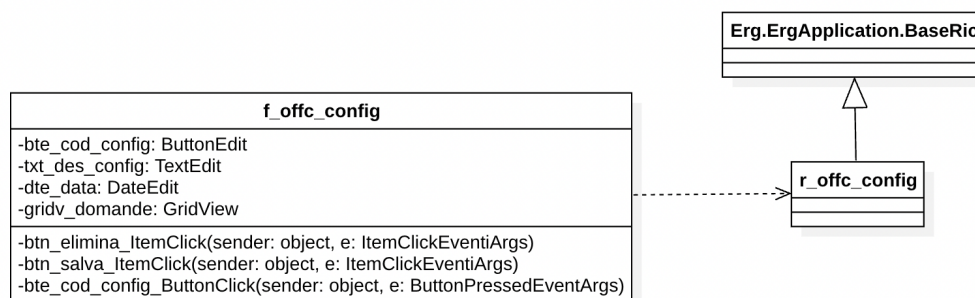 Erg.ErgApplication.BaseRic
f_offc_config
-bte_cod_config: ButtonEdit
-txt_des_config: TextEdit
-dte_data: DateEdit
-gridv_domande: GridView
r_offc_config
-btn_elimina_ItemClick(sender: object, e: ItemClickEventiArgs)
-btn_salva_ItemClick(sender: object, e: ItemClickEventiArgs)
-bte_cod_config_ButtonClick(sender: object, e: ButtonPressedEventArgs)